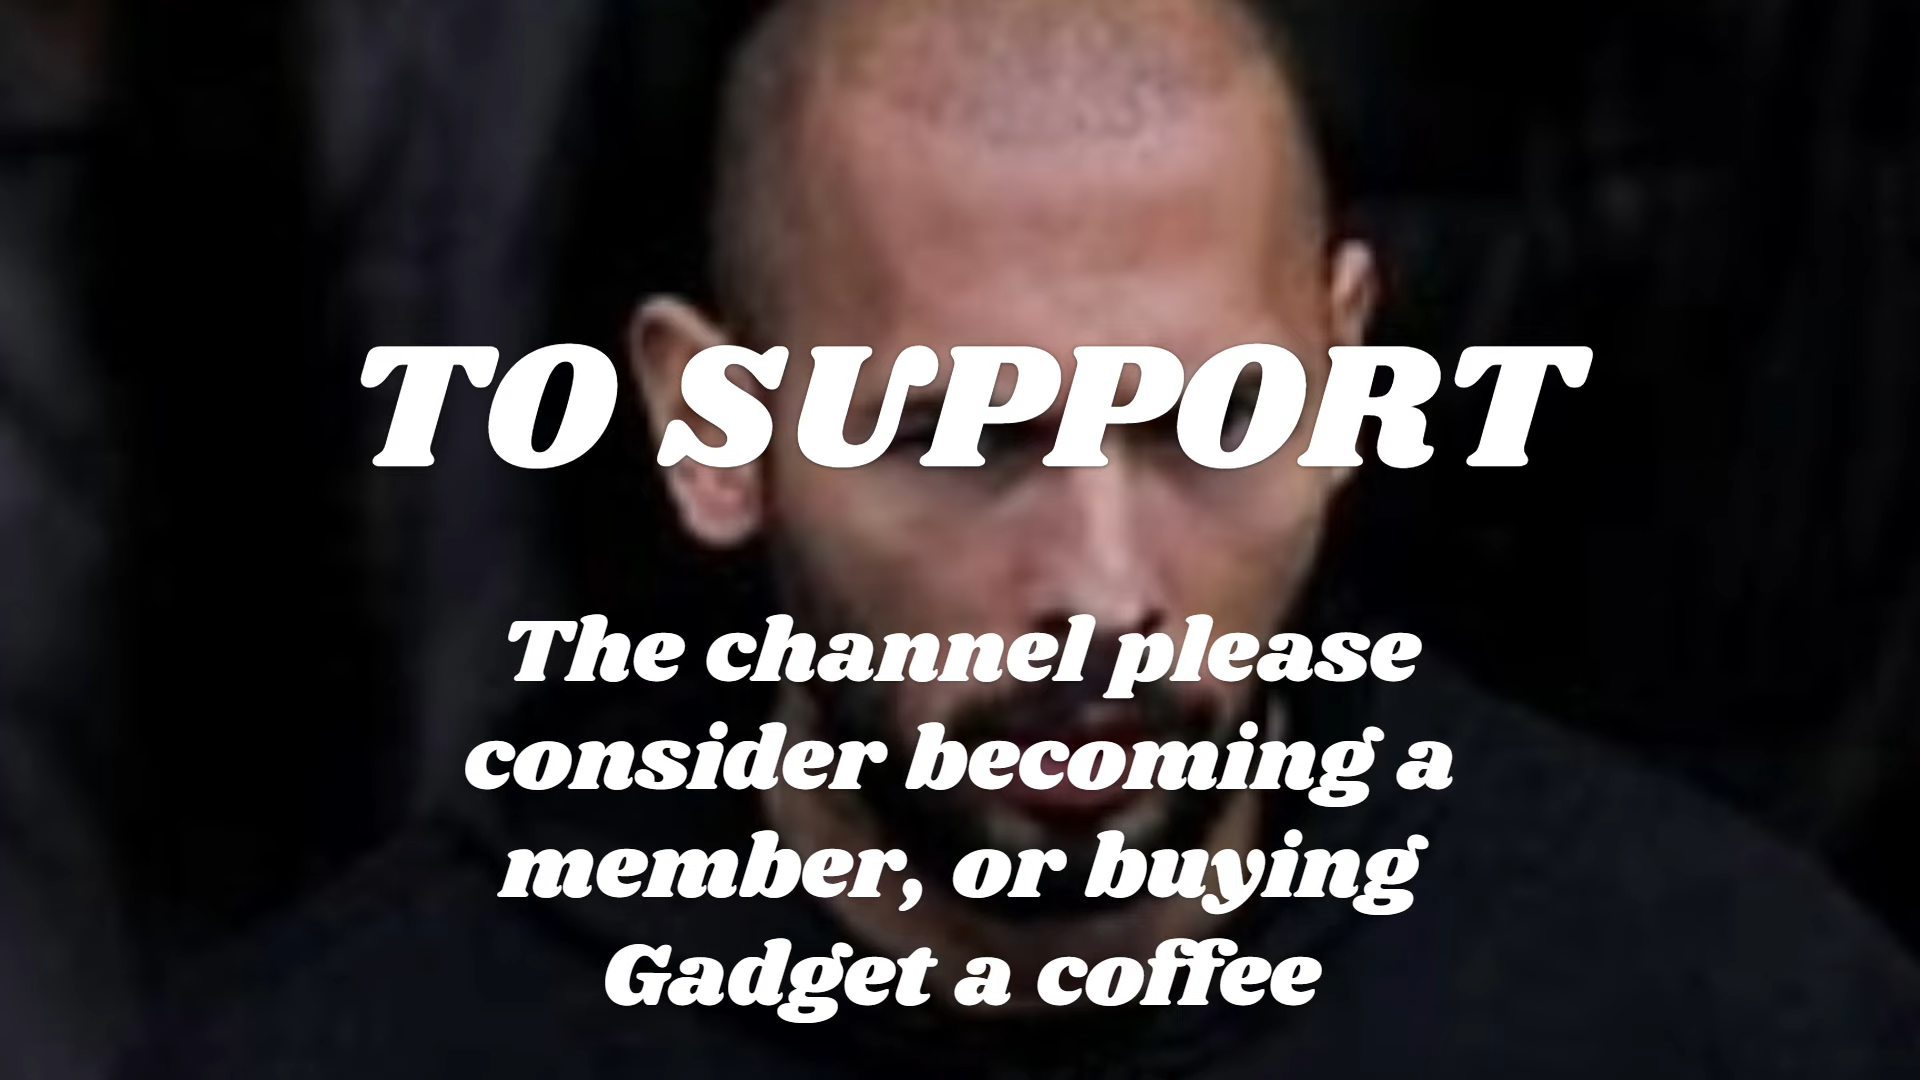 TO SUPPORT
The channel please
consider becoming a
member, or buying
Gadget a coffee